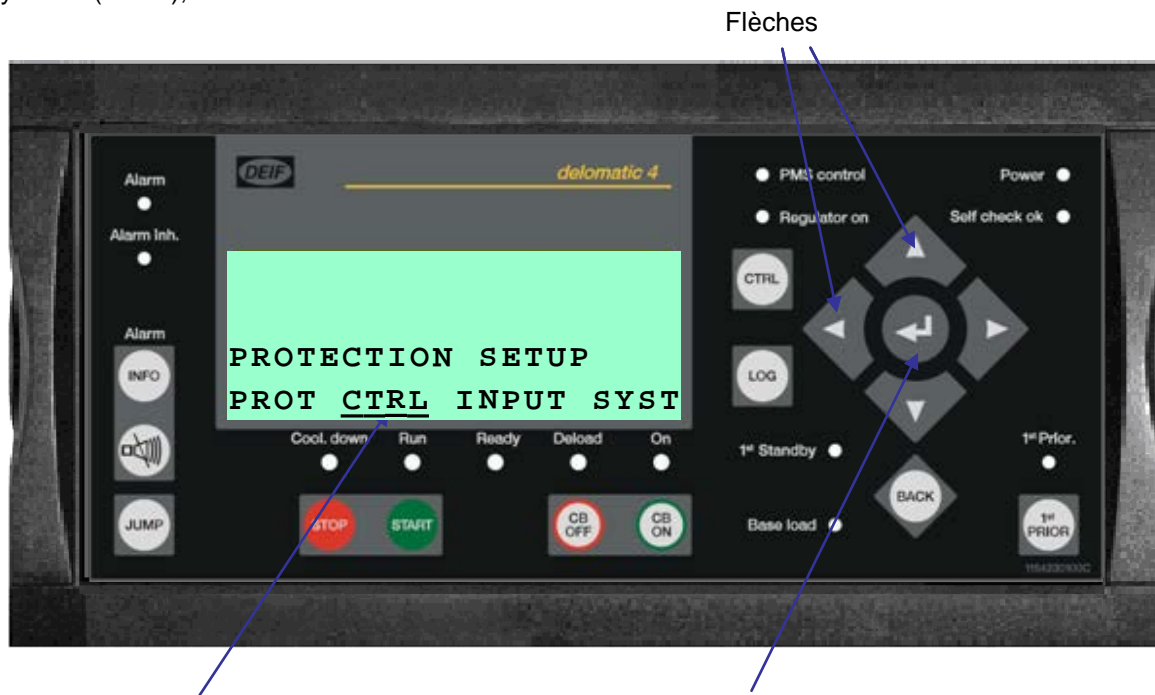 Flèches
DEIF
delomatic 4
Alarm
Alarm Inh.
PMS control
Power
Regulator on
Self check ok
CTRL
LOG
Alarm
INFO
JUMP
PROTECTION SETUP
PROT CTRL INPUT SYST
Cool. down Run Ready Deload On
STOP START
CB OFF
CB ON
1st Standby
Base load
BACK
1st Prior.
1st PRIOR